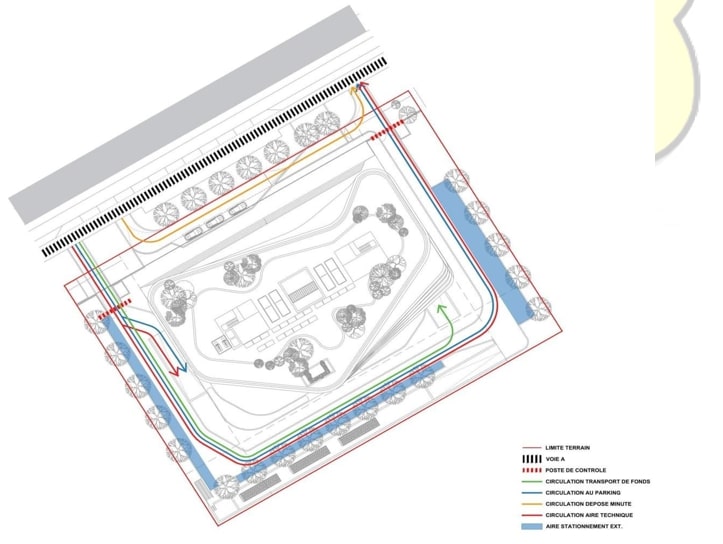 LIMITE TERRAIN
VOIE A
POSTE DE CONTROLE
CIRCULATION TRANSPORT DE FONDS
CIRCULATION AU PARKING
CIRCULATION DEPOSE MINUTE
CIRCULATION AIRE TECHNIQUE
AIRE STATIONNEMENT EXT.